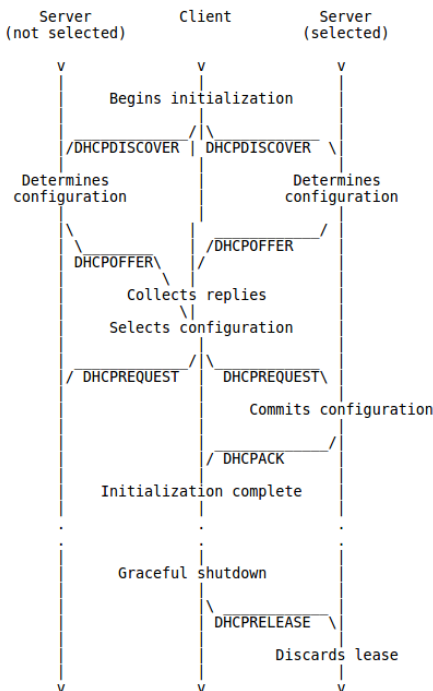 Server Client Server
(not selected) (selected)
v v v
Begins initialization
DHCPDISCOVER DHCPDISCOVER
Determines Determines
configuration configuration
DHCPOFFER
DHCPOFFER
Collects replies
Selects configuration
DHCPREQUEST DHCPREQUEST
Commits configuration
DHCPACK
Initialization complete
. . .
. . .
Graceful shutdown
DHCPRELEASE
Discards lease
v v v